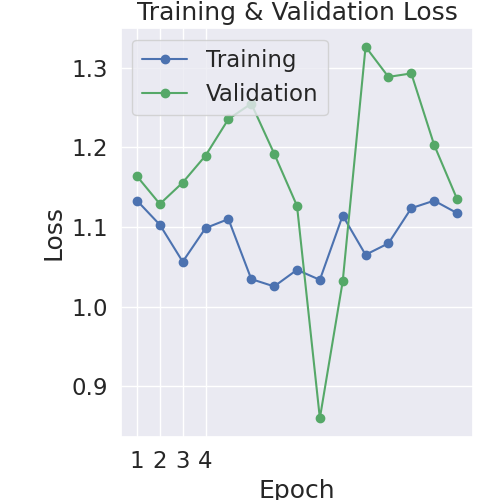 Training & Validation Loss
Training
Validation
1.3
1.2
1.1
1.0
0.9
Loss
1 2 3 4
Epoch